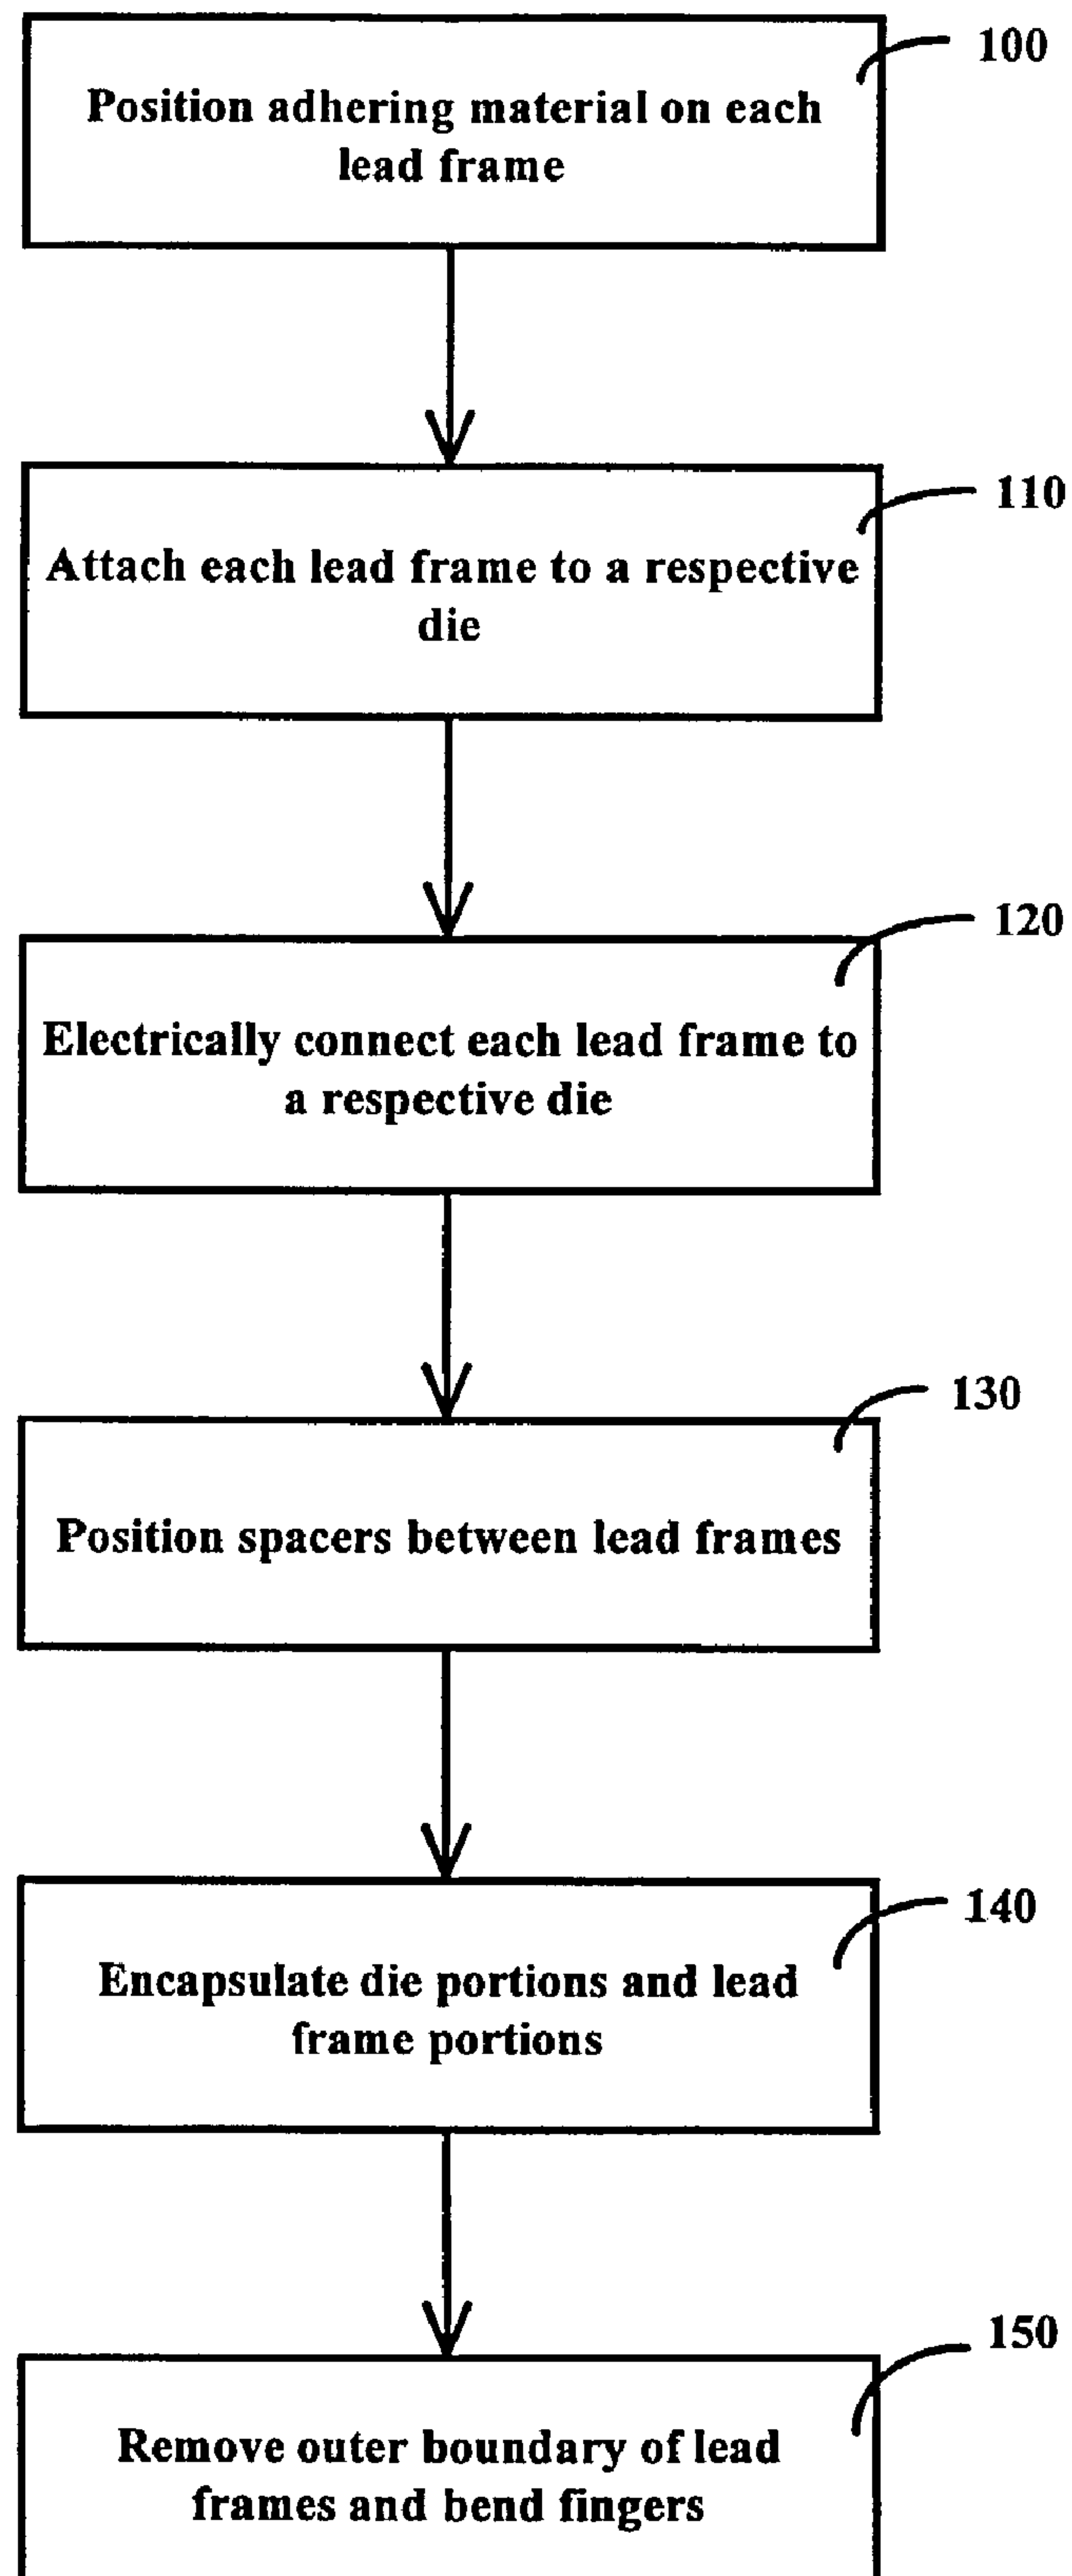 100
Position adhering material on each
lead frame
110
Attach each lead frame to a respective
die
120
Electrically connect each lead frame to
a respective die
130
Position spacers between lead frames
140
Encapsulate die portions and lead
frame portions
150
Remove outer boundary of lead
frames and bend fingers